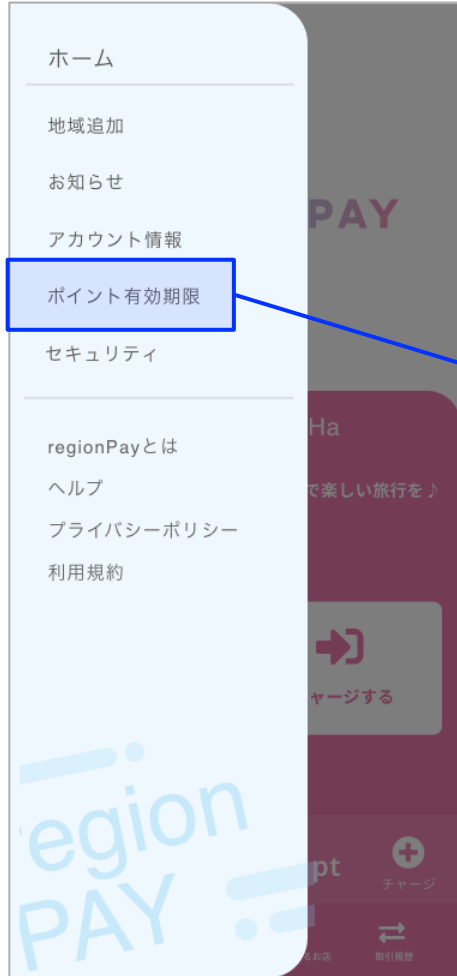 ホーム
地域追加
お知らせ
アカウント情報
ポイント有効期限
セキュリティ
regionPayとは
ヘルプ
プライバシーポリシー
利用規約
PAY
Ha
で楽しい旅行を♪
ャージする
pt
チャージ
るお店
取引履歴
egion
PAY